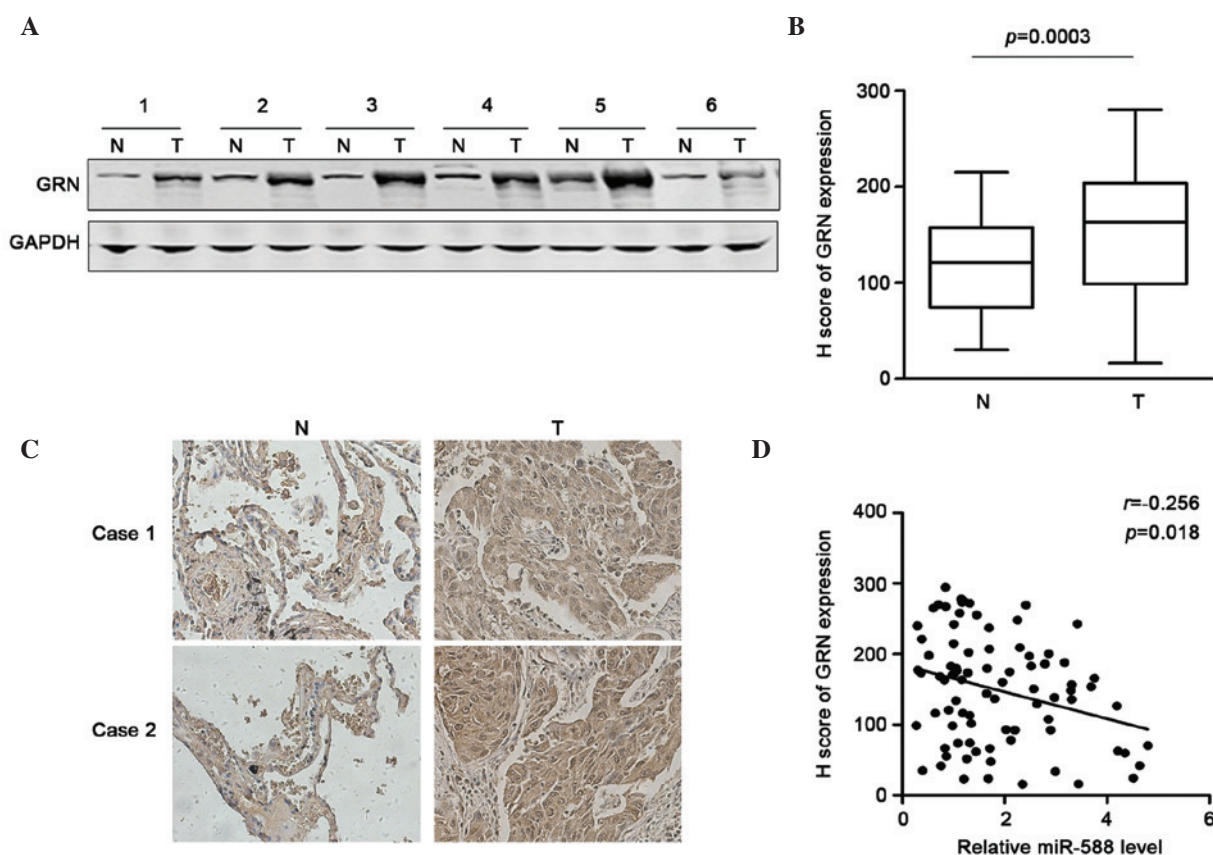 A
1 2 3 4 5 6
N T N T N T N T N T N T
GRN
GAPDH
B
p=0.0003
H score of GRN expression
300
200
100
0
N T
C
N T
Case 1
Case 2
D
r=-0.256
p=0.018
H score of GRN expression
400
300
200
100
0
0 2 4 6
Relative miR-588 level